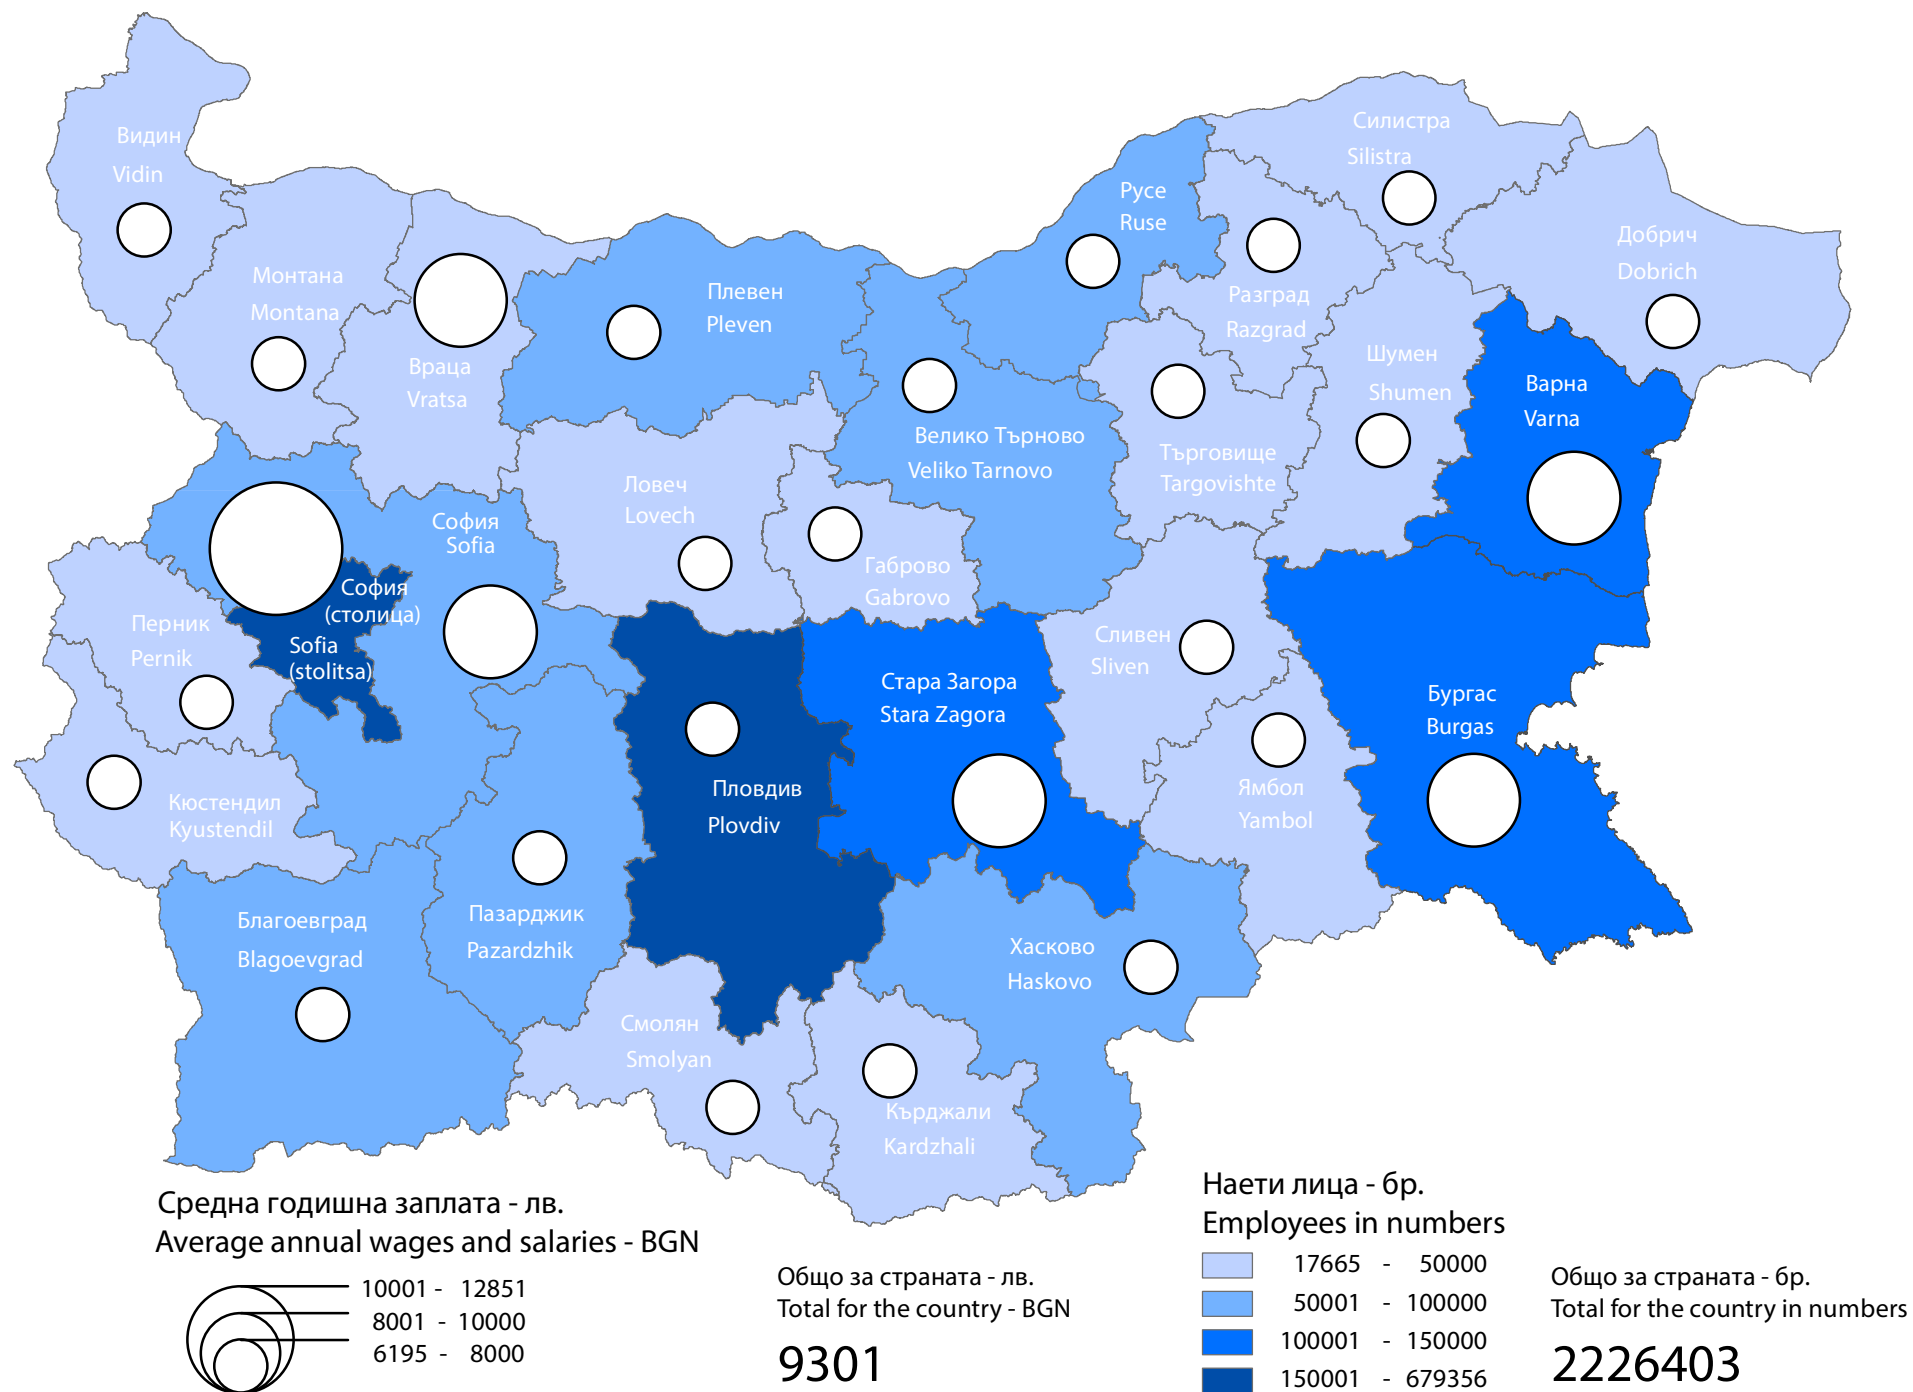 Видин
Vidin
Монтана
Montana
Враца
Vratsa
Плевен
Pleven
Русе
Ruse
Силистра
Silistra
Разград
Razgrad
Добрич
Dobrich
Шумен
Shumen
Варна
Varna
Търговище
Targovishte
Велико Търново
Veliko Tarnovo
Ловеч
Lovech
Габрово
Gabrovo
София
Sofia
София
(столица)
Sofia
(stolitsa)
Перник
Pernik
Кюстендил
Kyustendil
Благоевград
Blagoevgrad
Пазарджик
Pazardzhik
Пловдив
Plovdiv
Стара Загора
Stara Zagora
Сливен
Sliven
Ямбол
Yambol
Бургас
Burgas
Хасково
Haskovo
Смолян
Smolyan
Кърджали
Kardzhali
Средна годишна заплата - лв.
Average annual wages and salaries - BGN
10001 - 12851
8001 - 10000
6195 - 8000
Общо за страната - лв.
Total for the country - BGN
9301
Наети лица - бр.
Employees in numbers
17665 - 50000
50001 - 100000
100001 - 150000
150001 - 679356
Общо за страната - бр.
Total for the country in numbers
2226403